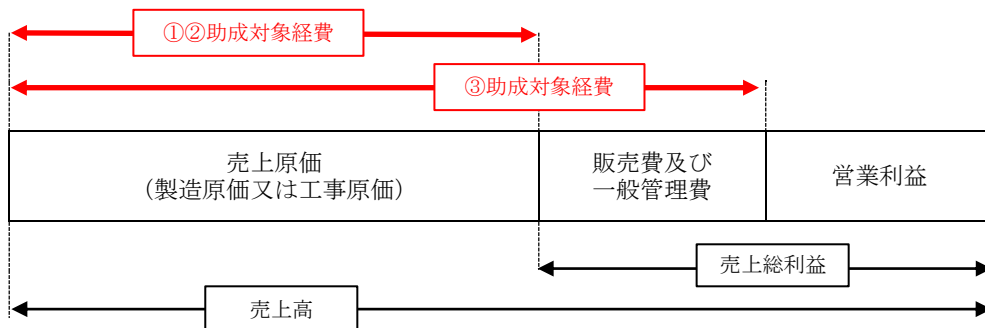 ①②助成対象経費
③助成対象経費
売上原価
（製造原価又は工事原価）
販売費及び
一般管理費
営業利益
売上総利益
売上高